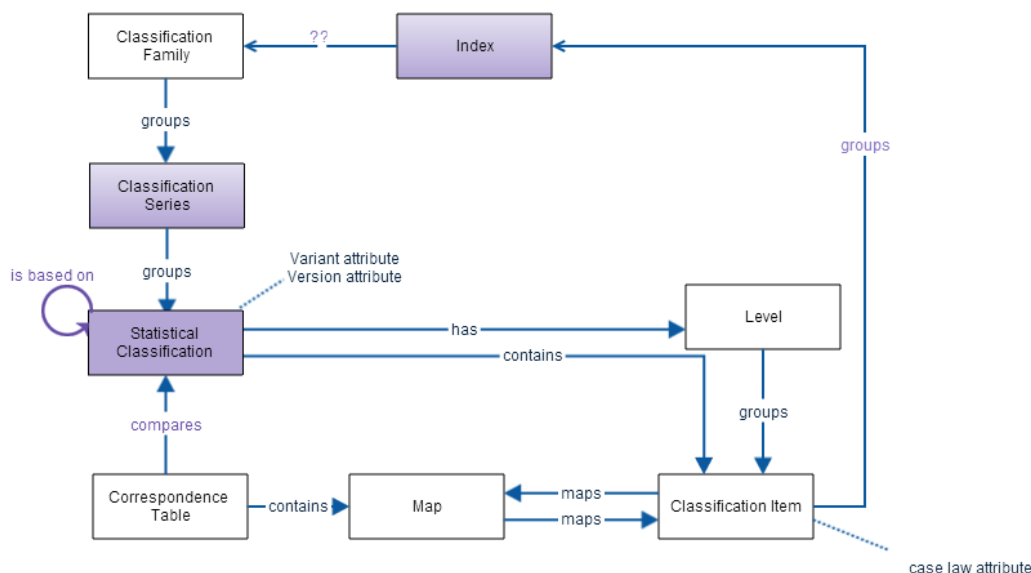 Classification
Family
??
Index
groups
groups
Classification
Series
groups
Variant attribute
Version attribute
is based on
Statistical
Classification
has
Level
contains
groups
compares
Correspondence
Table
contains
Map
maps
maps
Classification Item
case law attribute